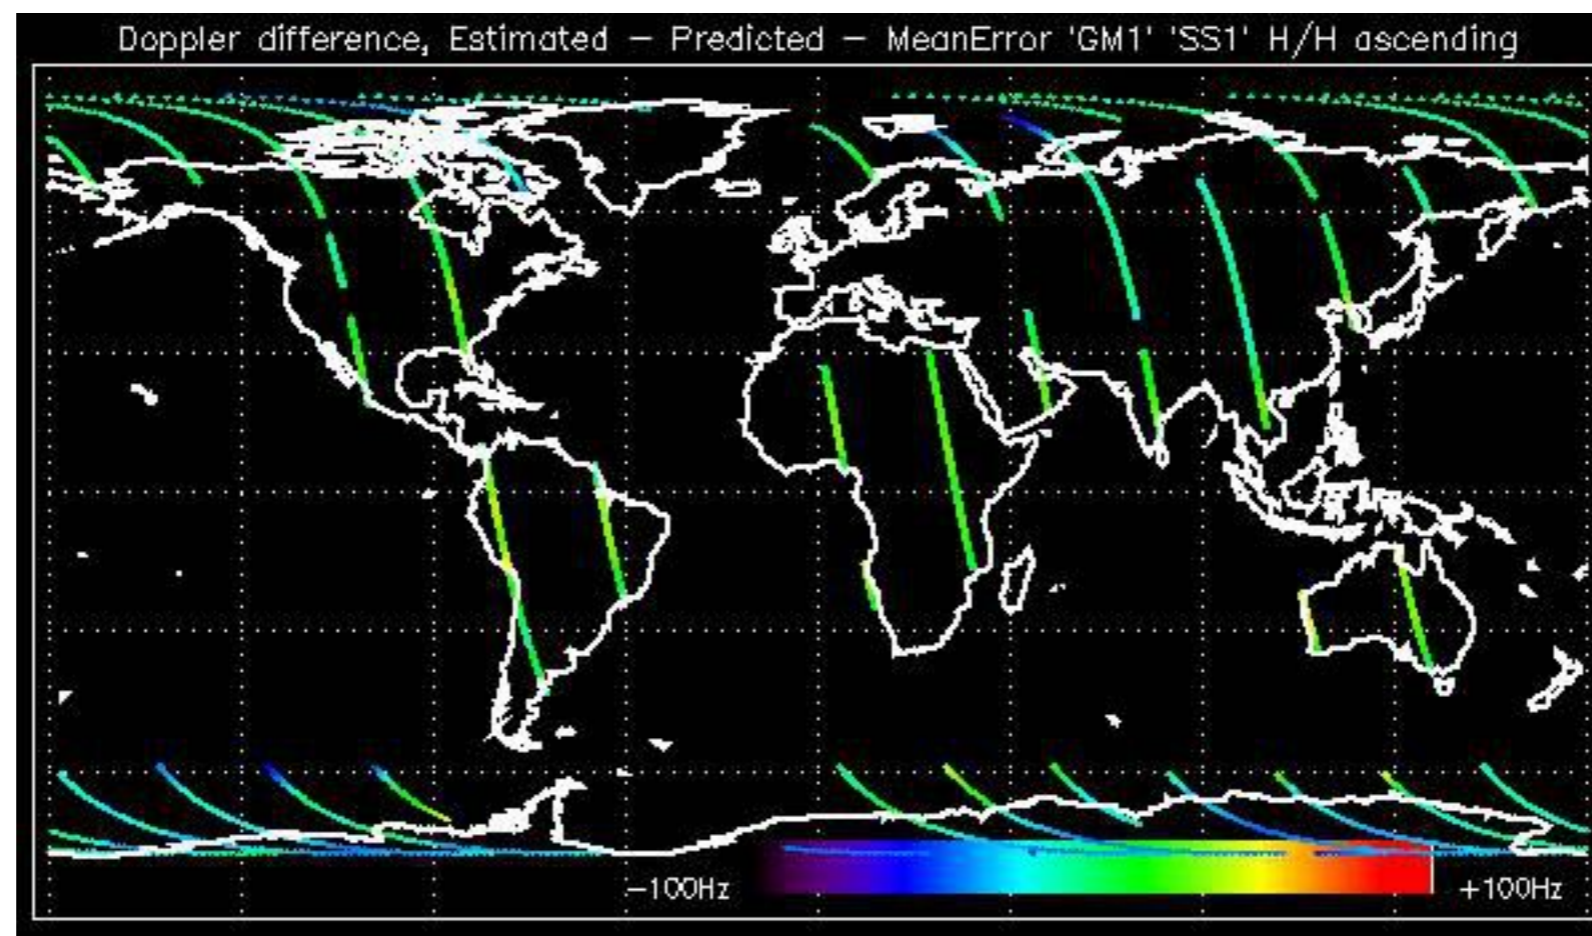 Doppler difference, Estimated – Predicted – MeanError 'GM1' 'SS1' H/H ascending
–100Hz +100Hz